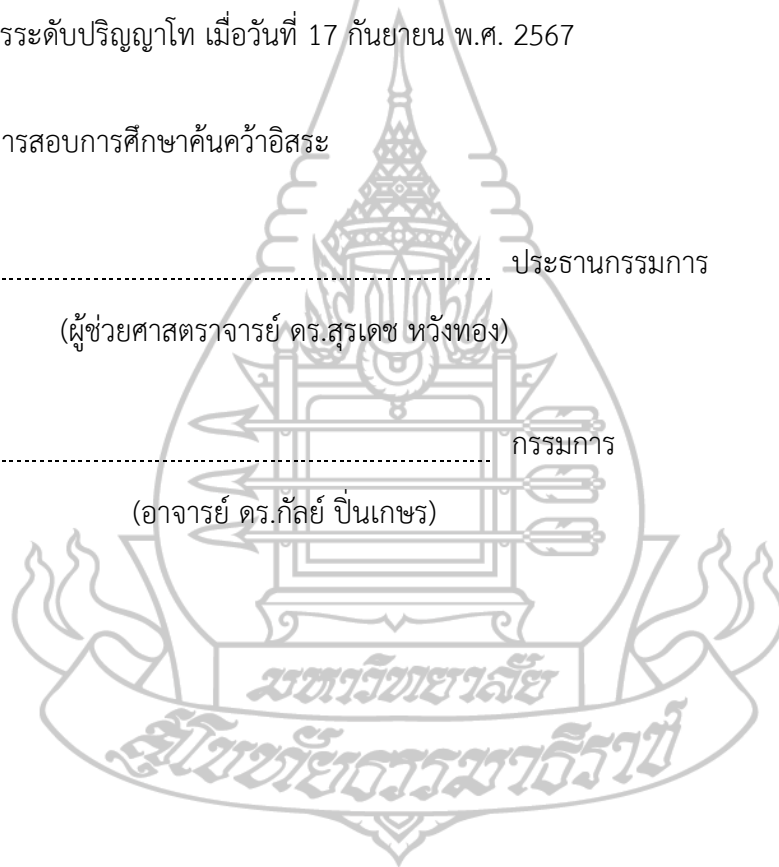 รระดับปริญญาโท เมื่อวันที่ 17 กันยายน พ.ศ. 2567
ารสอบการศึกษาค้นคว้าอิสระ
ประธานกรรมการ
(ผู้ช่วยศาสตราจารย์ ดร.สุรเดช หวังทอง)
กรรมการ
(อาจารย์ ดร.กัลย์ ปิ่นเกษร)
มหาวิทยาลัย
สุโขทัยธรรมาธิราช